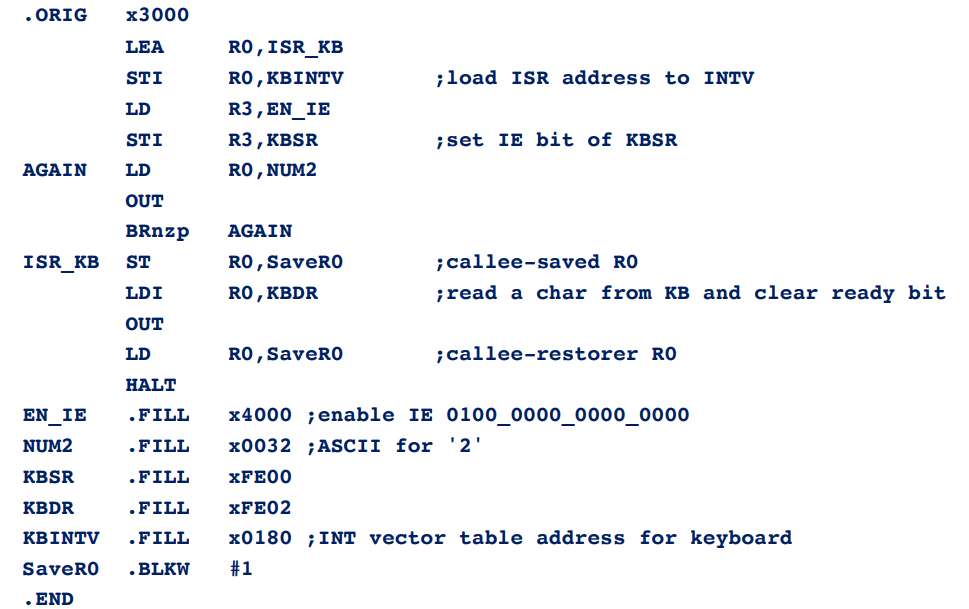 .ORIG x3000
LEA R0,ISR_KB
STI R0,KBINTV ;load ISR address to INTV
LD R3,EN_IE
STI R3,KBSR ;set IE bit of KBSR
AGAIN LD R0,NUM2
OUT
BRnzp AGAIN
ISR_KB ST R0,SaveR0 ;callee-saved R0
LDI R0,KBDR ;read a char from KB and clear ready bit
OUT
LD R0,SaveR0 ;callee-restorer R0
HALT
EN_IE .FILL x4000 ;enable IE 0100_0000_0000_0000
NUM2 .FILL x0032 ;ASCII for '2'
KBSR .FILL xFE00
KBDR .FILL xFE02
KBINTV .FILL x0180 ;INT vector table address for keyboard
SaveR0 .BLKW #1
.END